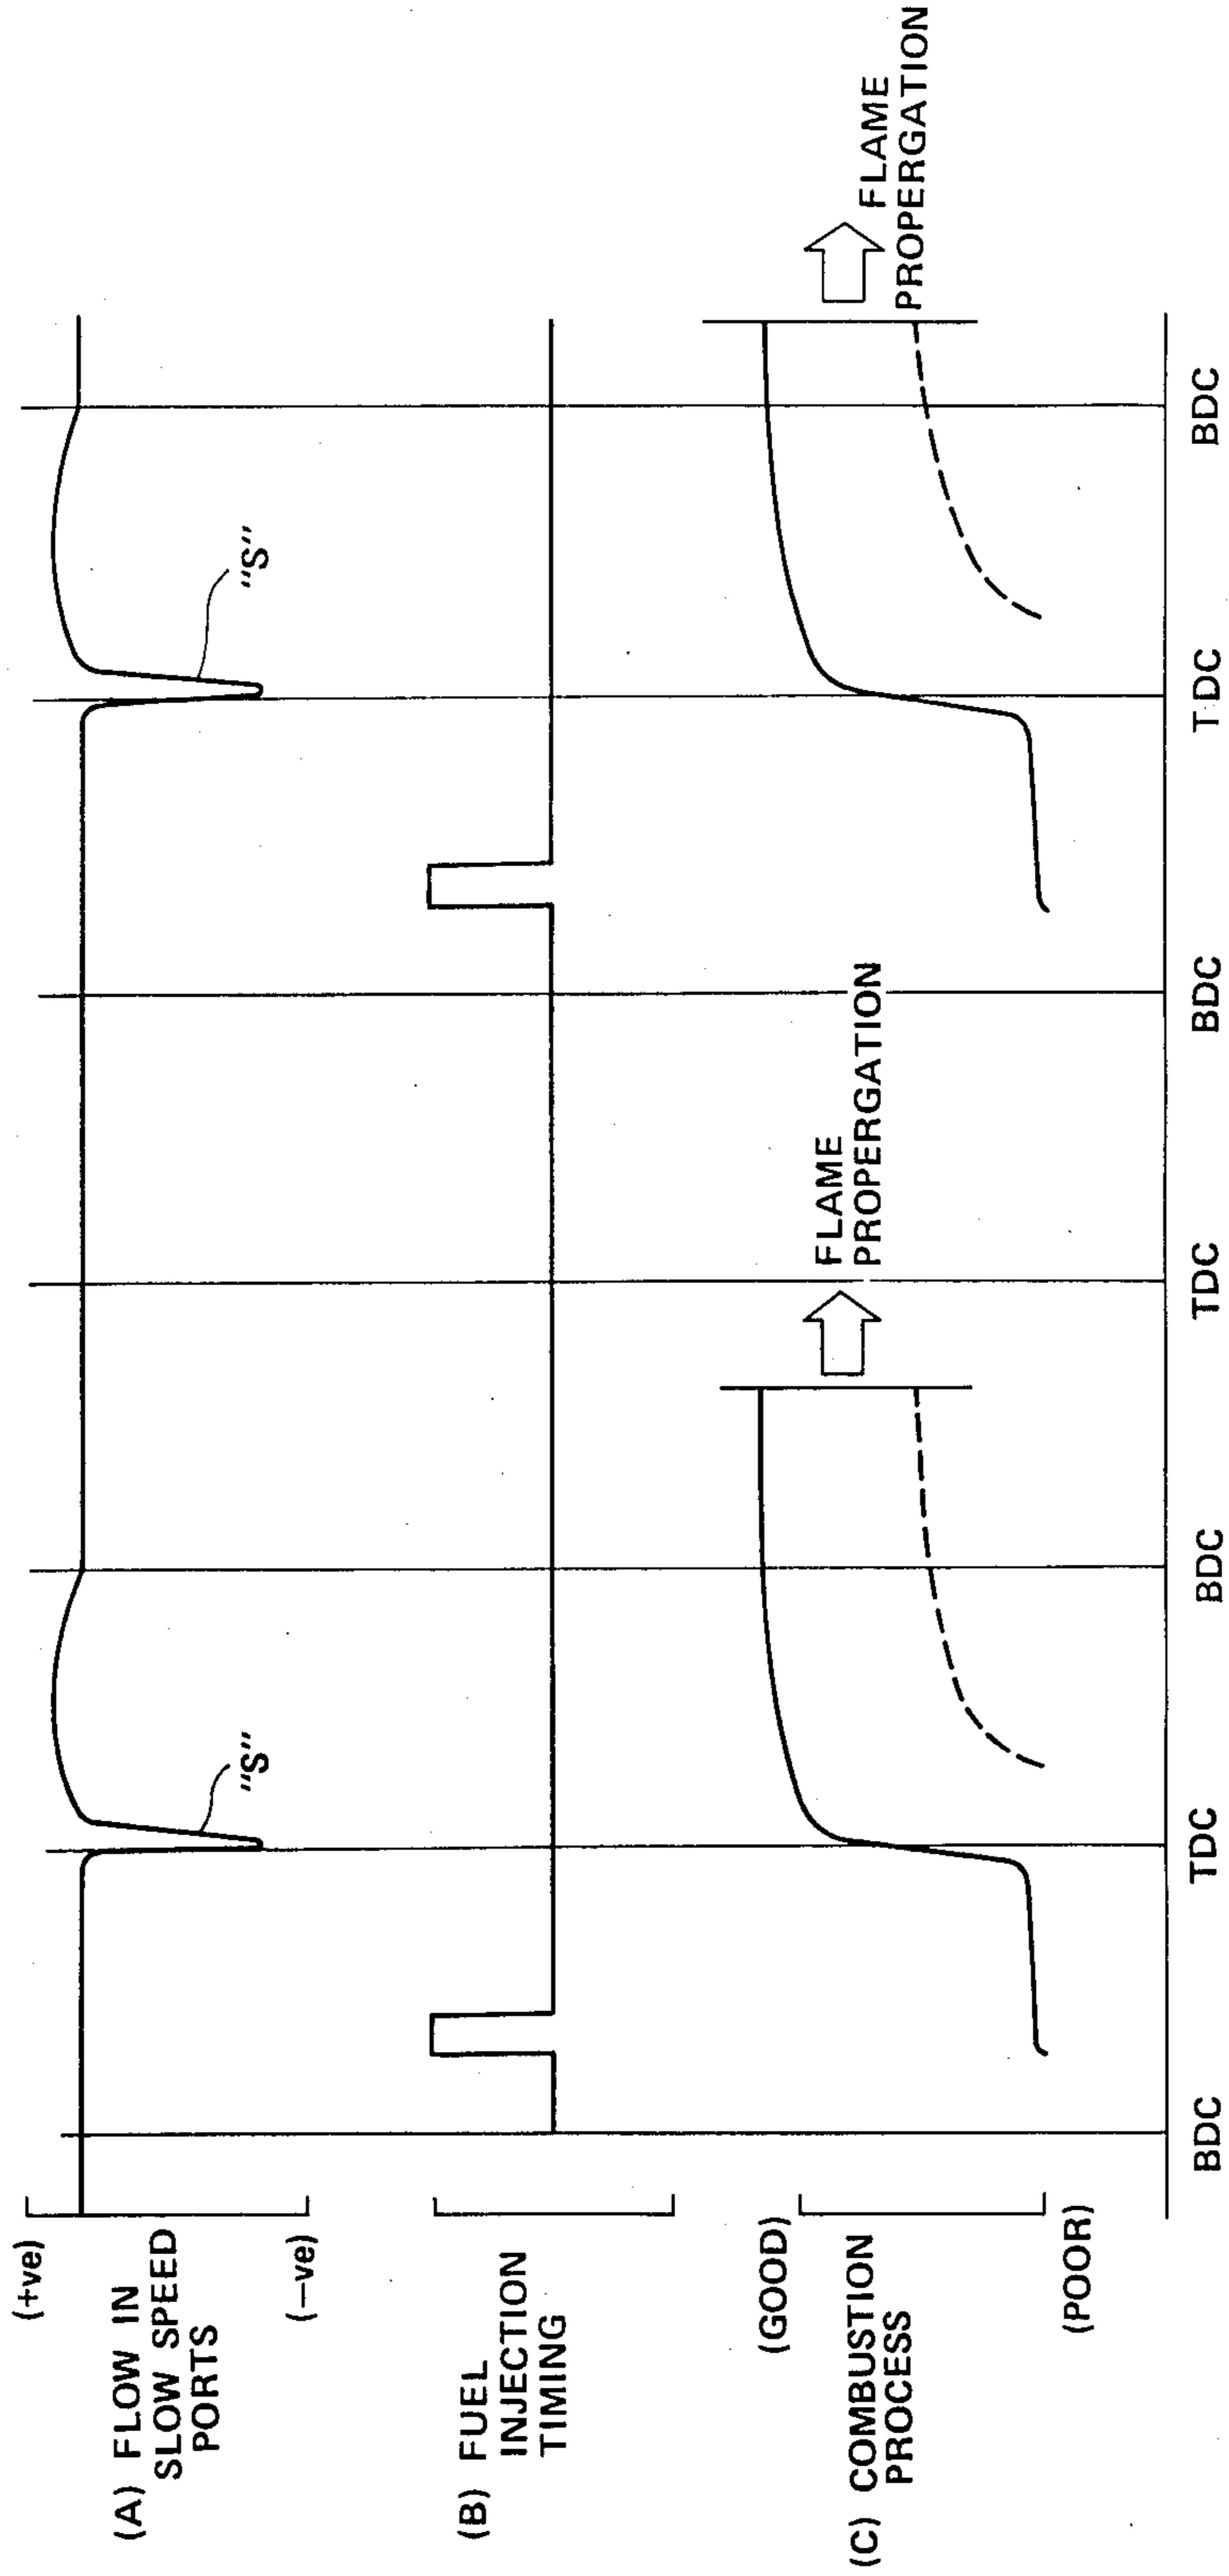 (+ve)
(A) FLOW IN
SLOW SPEED
PORTS
(−ve)
"S"
"S"
(B) FUEL
INJECTION
TIMING
(GOOD)
(C) COMBUSTION
PROCESS
(POOR)
FLAME
PROPERGATION
FLAME
PROPERGATION
BDC TDC BDC TDC BDC TDC BDC